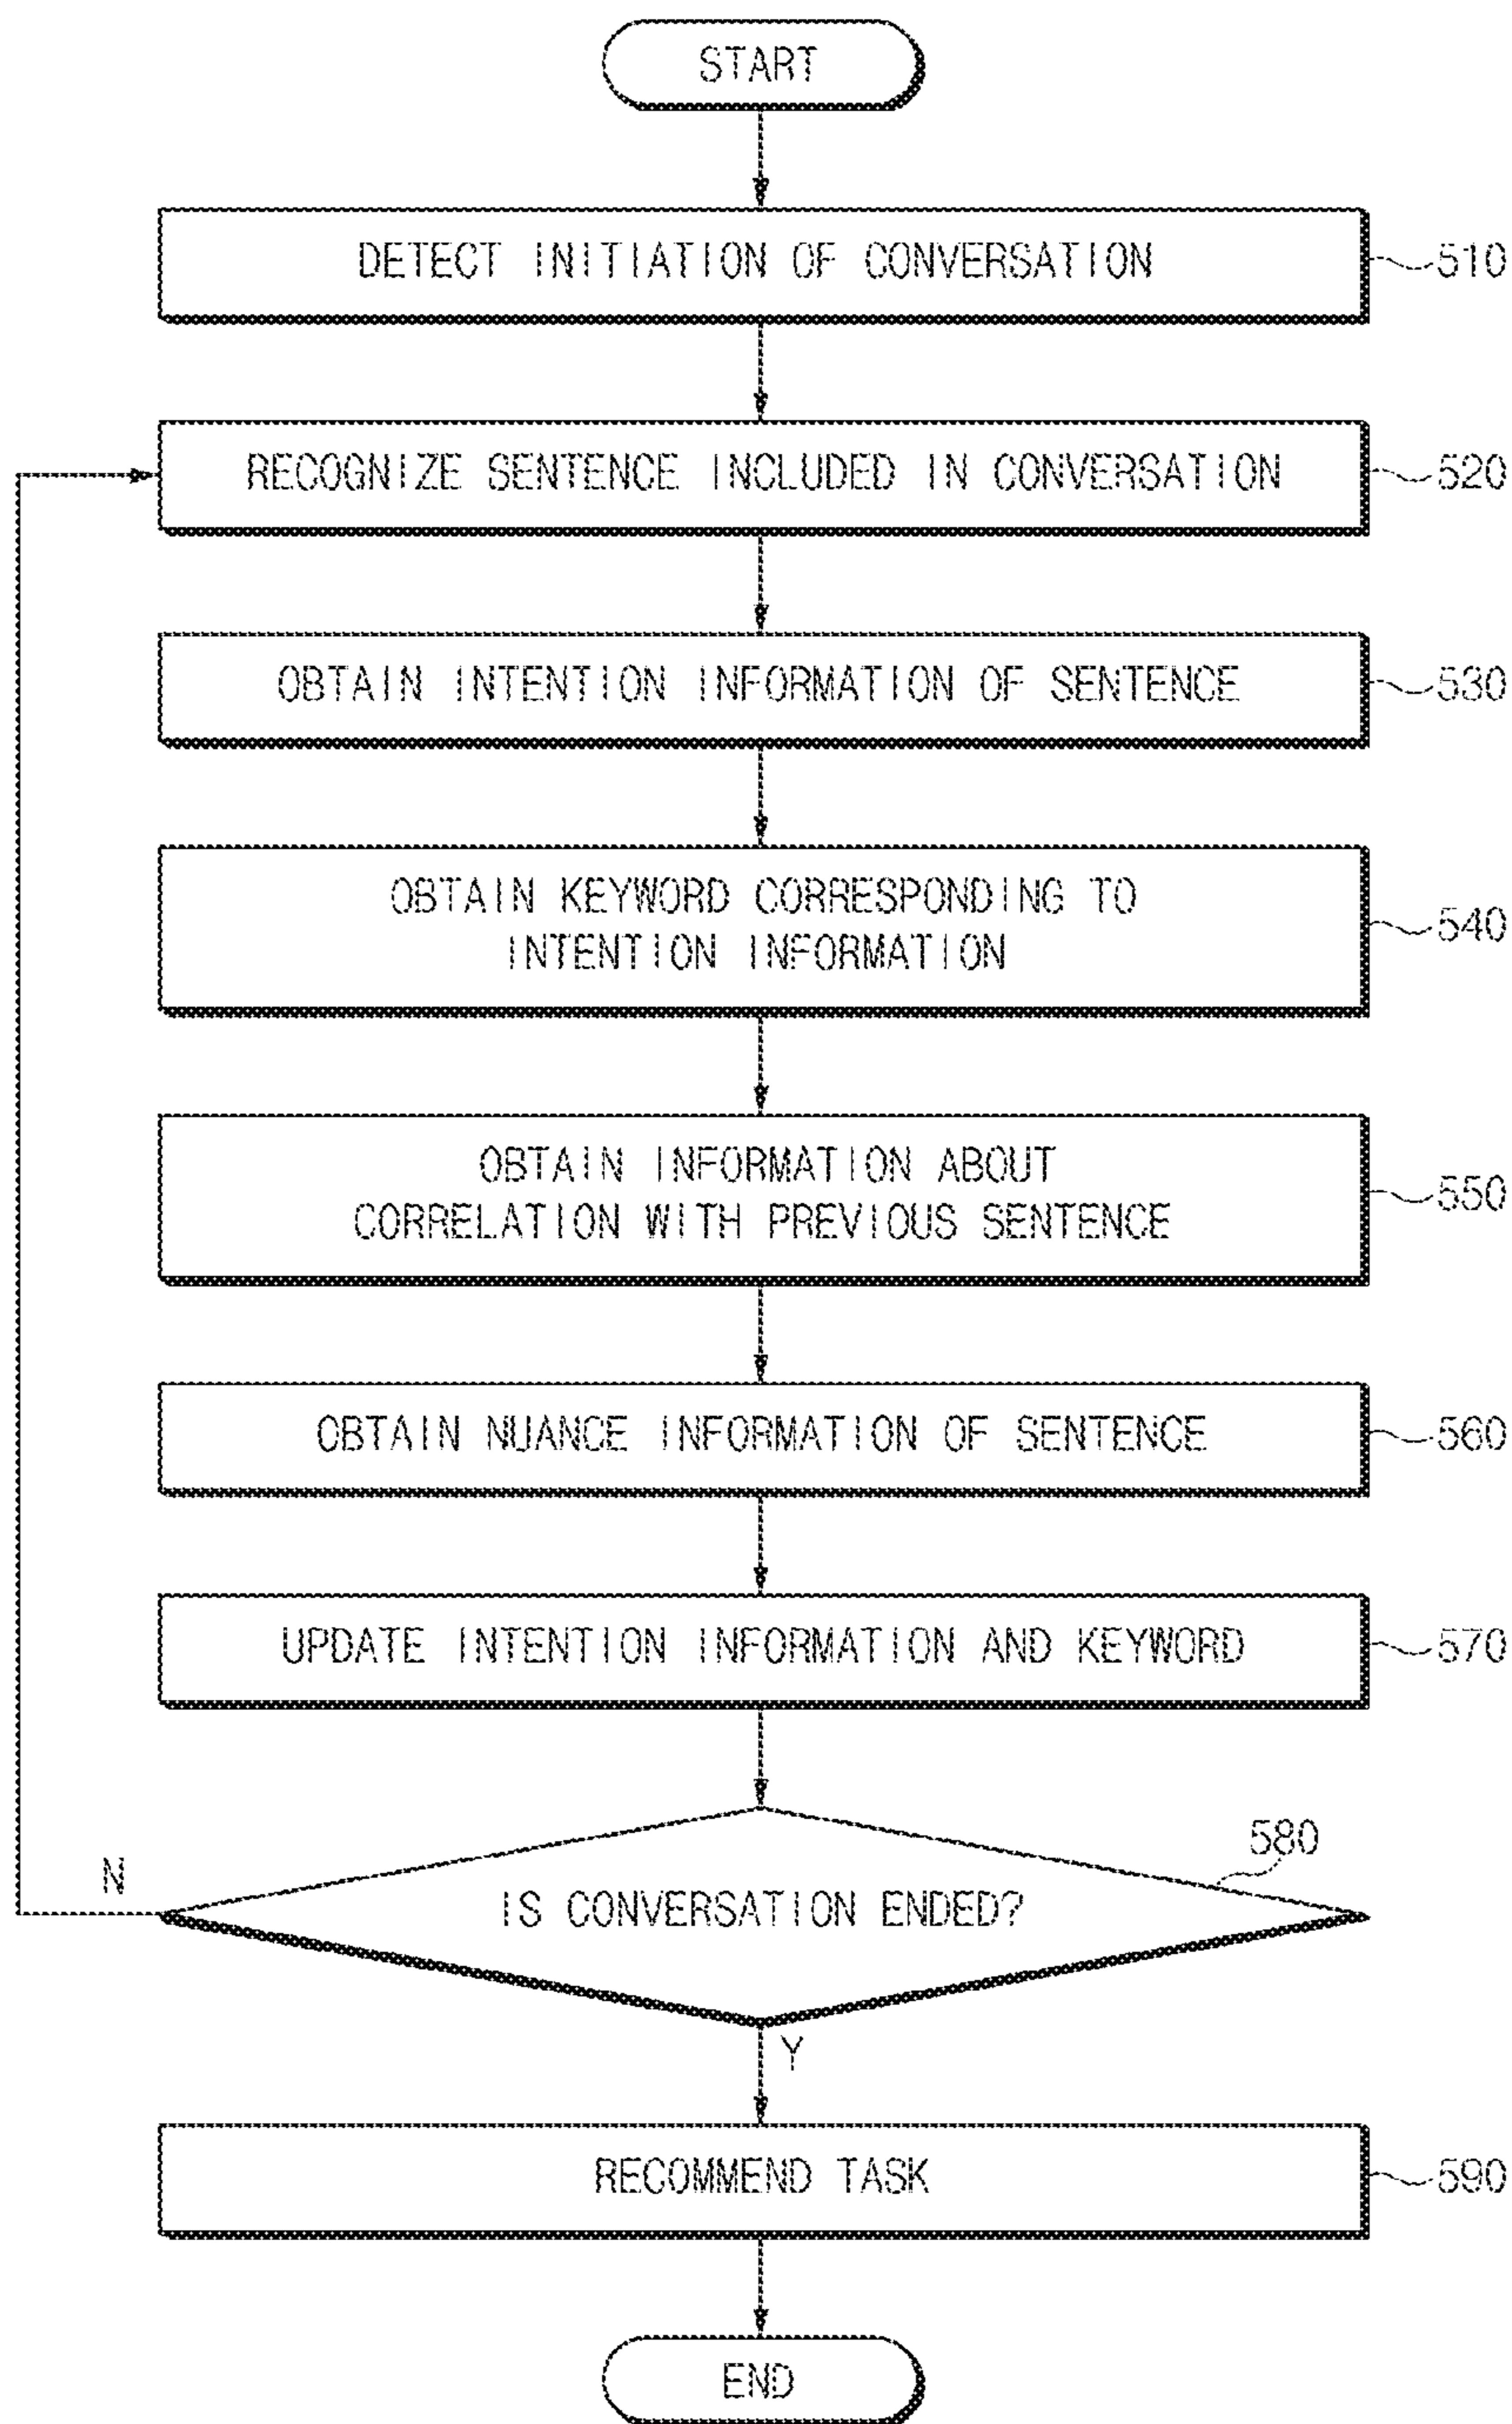 START
DETECT INITIATION OF CONVERSATION
510
RECOGNIZE SENTENCE INCLUDED IN CONVERSATION
520
OBTAIN INTENTION INFORMATION OF SENTENCE
530
OBTAIN KEYWORD CORRESPONDING TO
INTENTION INFORMATION
540
OBTAIN INFORMATION ABOUT
CORRELATION WITH PREVIOUS SENTENCE
550
OBTAIN NUANCE INFORMATION OF SENTENCE
560
UPDATE INTENTION INFORMATION AND KEYWORD
570
580
N
IS CONVERSATION ENDED?
Y
RECOMMEND TASK
590
END